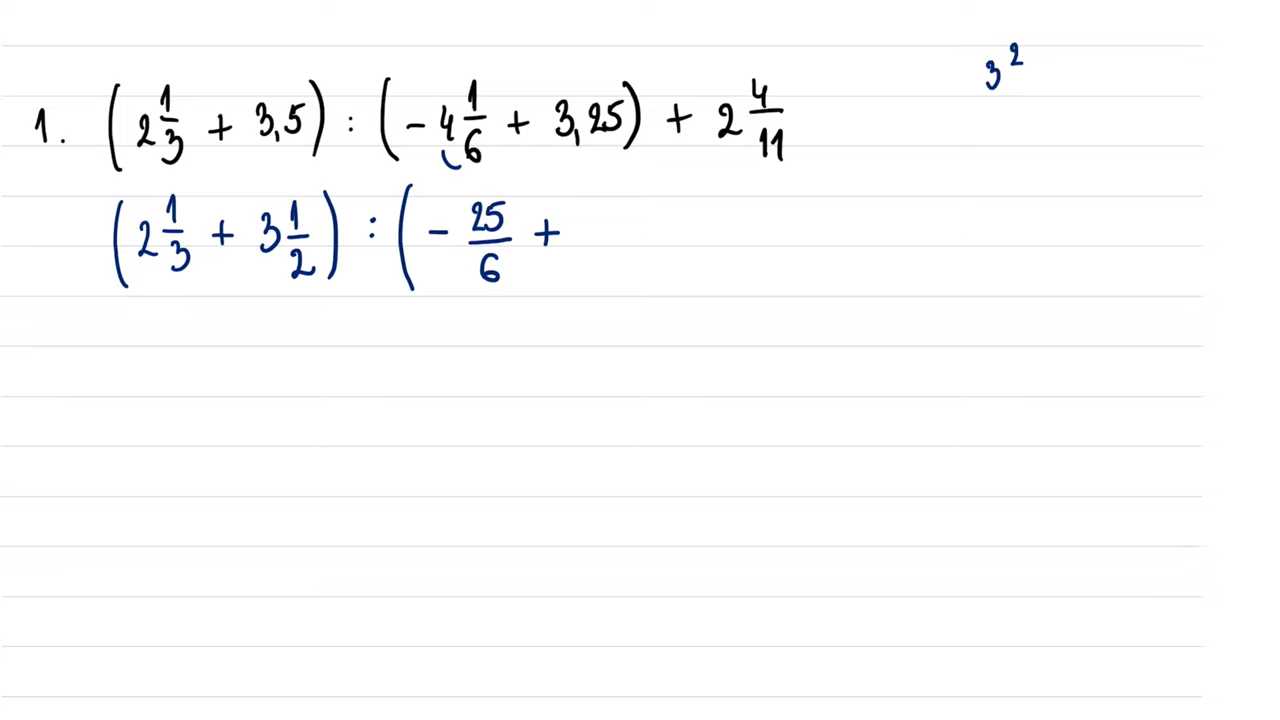 3²
1. (2 1/3 + 3,5) : (- 4 1/6 + 3,25) + 2 4/11
(2 1/3 + 3 1/2) : (- 25/6 +